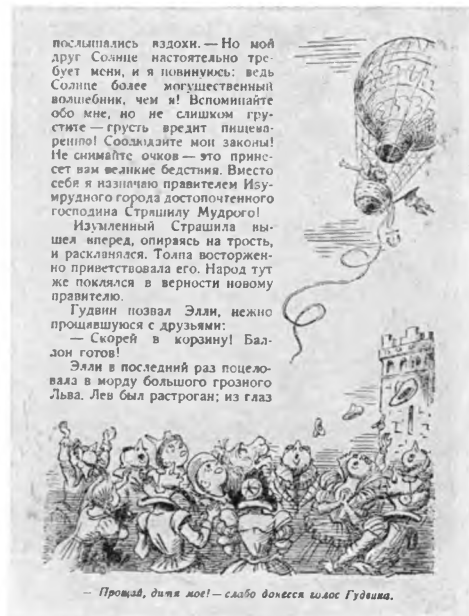 послышались вздохи. — Но мой
друг Солнце настоятельно тре-
бует меня, и я повинуюсь: ведь
Солнце более могущественный
волшебник, чем я! Вспоминайте
обо мне, но не слишком гру-
стите — грусть вредит пищева-
рению! Соблюдайте мои законы!
Не снимайте очков — это прине-
сет вам великие бедствия. Вместо
себя я назначаю правителем Изу-
мрудного города достопочтенного
господина Страшилу Мудрого!
Изумленный Страшила вы-
шел вперед, опираясь на трость,
и раскланялся. Толпа восторжен-
но приветствовала его. Народ тут
же поклялся в верности новому
правителю.
Гудвин позвал Элли, нежно
прощавшуюся с друзьями:
— Скорей в корзину! Бал-
лон готов!
Элли в последний раз поцело-
вала в морду большого грозного
Льва. Лев был растроган; из глаз
— Прощай, дитя мое! — слабо донесся голос Гудвина.